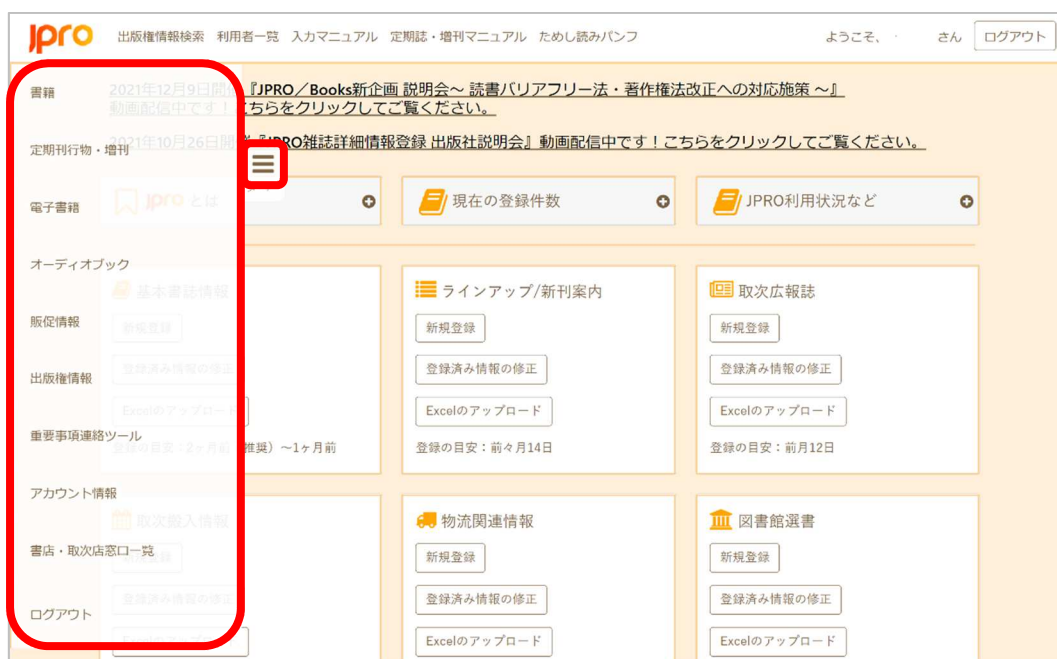 Jpro 出版権情報検索 利用者一覧 入力マニュアル 定期誌・増刊マニュアル ためし読みパンフ ようこそ、 さん ログアウト
書籍
定期刊行物・増刊
電子書籍
オーディオブック
販促情報
出版権情報
重要事項連絡ツール
アカウント情報
書店・取次店窓口一覧
ログアウト
2021年12月9日開催『JPRO／Books新企画 説明会～ 読書バリアフリー法・著作権法改正への対応施策 ～』
動画配信中です！こちらをクリックしてご覧ください。
2021年10月26日開催『JPRO雑誌詳細情報登録 出版社説明会』動画配信中です！こちらをクリックしてご覧ください。
Jproとは
現在の登録件数
JPRO利用状況など
基本書誌情報
新規登録
登録済み情報の修正
Excelのアップロード
登録の目安：2ヶ月前（推奨）～1ヶ月前
ラインアップ/新刊案内
新規登録
登録済み情報の修正
Excelのアップロード
登録の目安：前々月14日
取次広報誌
新規登録
登録済み情報の修正
Excelのアップロード
登録の目安：前月12日
取次搬入情報
新規登録
登録済み情報の修正
Excelのアップロード
物流関連情報
新規登録
登録済み情報の修正
Excelのアップロード
図書館選書
新規登録
登録済み情報の修正
Excelのアップロード